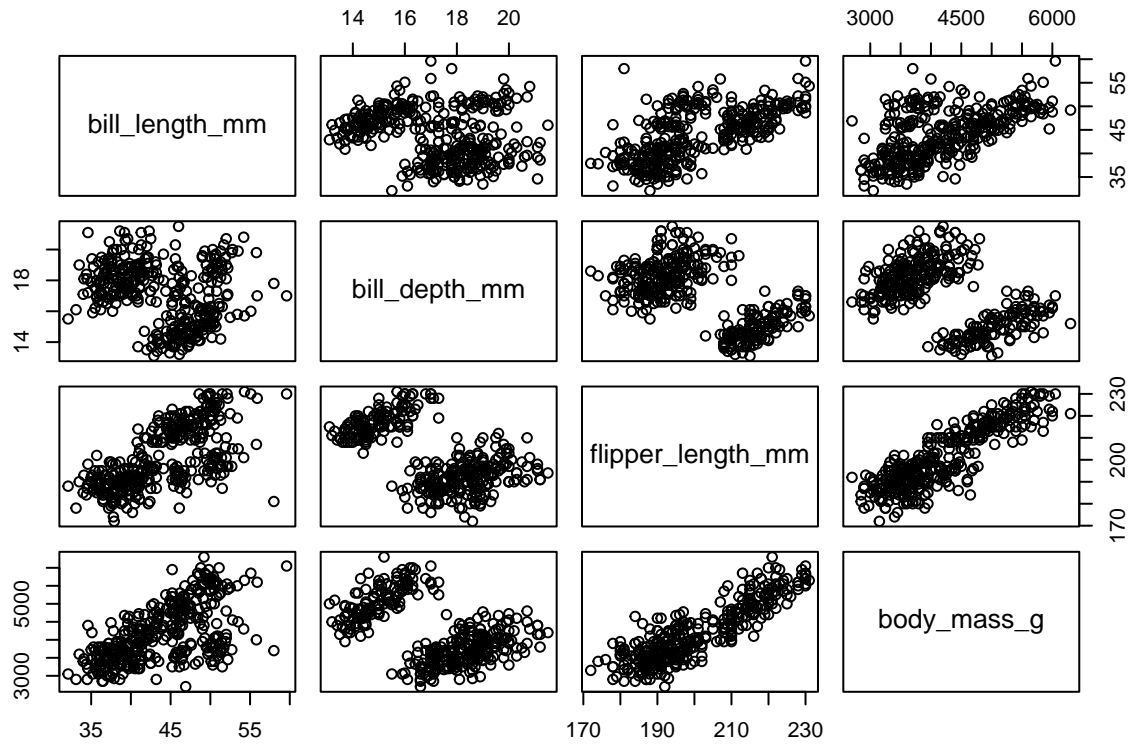 14 16 18 20
3000 4500 6000
bill_length_mm
35 45 55
14 18
bill_depth_mm
flipper_length_mm
170 200 230
3000 5000
body_mass_g
35 45 55
170 190 210 230